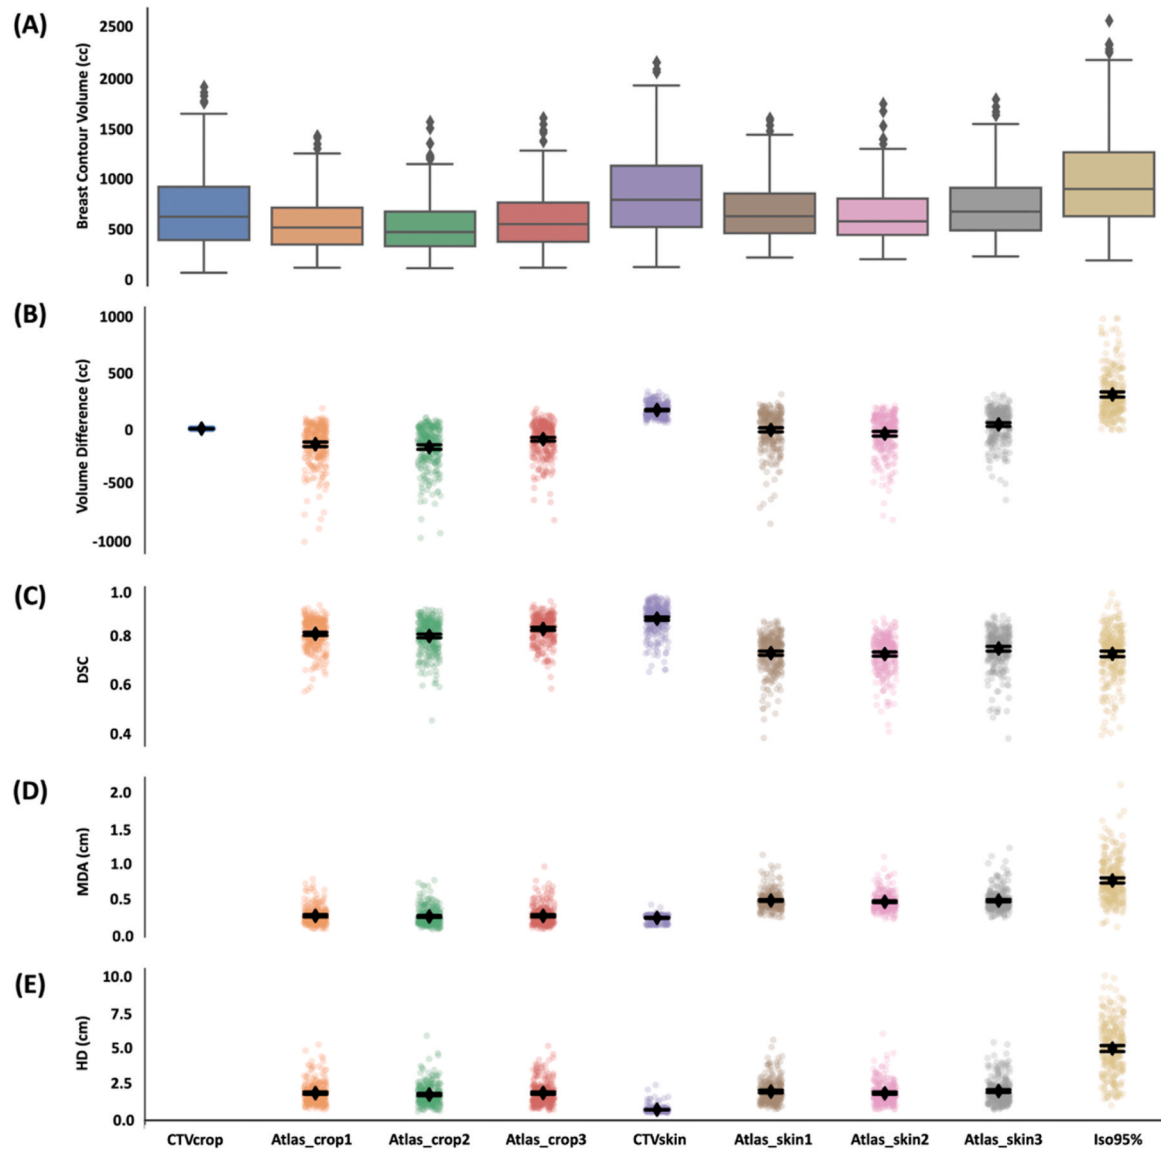 (A)
Breast Contour Volume (cc)
2500
2000
1500
1000
500
0
(B)
Volume Difference (cc)
1000
500
0
-500
-1000
(C)
DSC
1.0
0.8
0.6
0.4
(D)
MDA (cm)
2.0
1.5
1.0
0.5
0.0
(E)
HD (cm)
10.0
7.5
5.0
2.5
0.0
CTVcrop Atlas_crop1 Atlas_crop2 Atlas_crop3 CTVskin Atlas_skin1 Atlas_skin2 Atlas_skin3 Iso95%